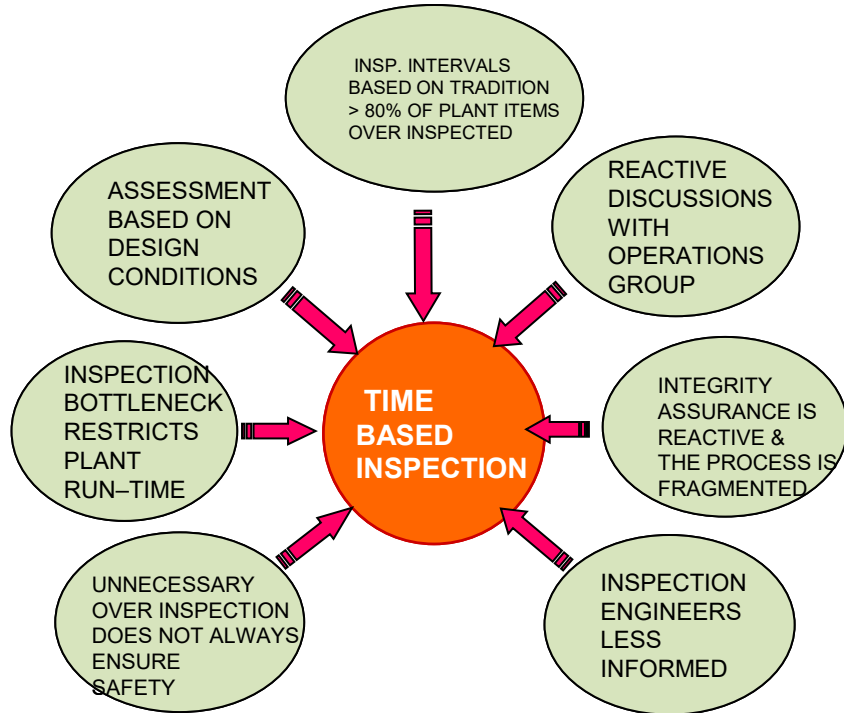 INSP. INTERVALS
BASED ON TRADITION
> 80% OF PLANT ITEMS
OVER INSPECTED
ASSESSMENT
BASED ON
DESIGN
CONDITIONS
REACTIVE
DISCUSSIONS
WITH
OPERATIONS
GROUP
INSPECTION
BOTTLENECK
RESTRICTS
PLANT
RUN–TIME
TIME
BASED
INSPECTION
INTEGRITY
ASSURANCE IS
REACTIVE &
THE PROCESS IS
FRAGMENTED
UNNECESSARY
OVER INSPECTION
DOES NOT ALWAYS
ENSURE
SAFETY
INSPECTION
ENGINEERS
LESS
INFORMED